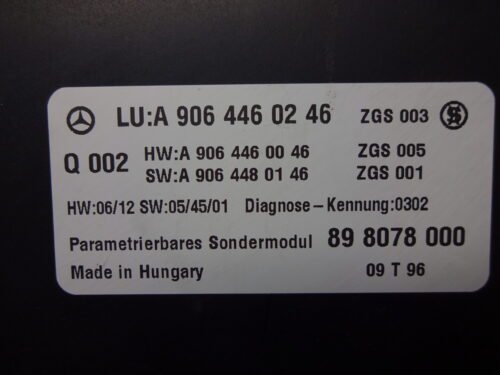 LU:A 906 446 02 46 ZGS 003
Q 002 HW:A 906 446 00 46 ZGS 005
SW:A 906 448 01 46 ZGS 001
HW:06/12 SW:05/45/01 Diagnose – Kennung:0302
Parametrierbares Sondermodul 89 8078 000
Made in Hungary 09 T 96